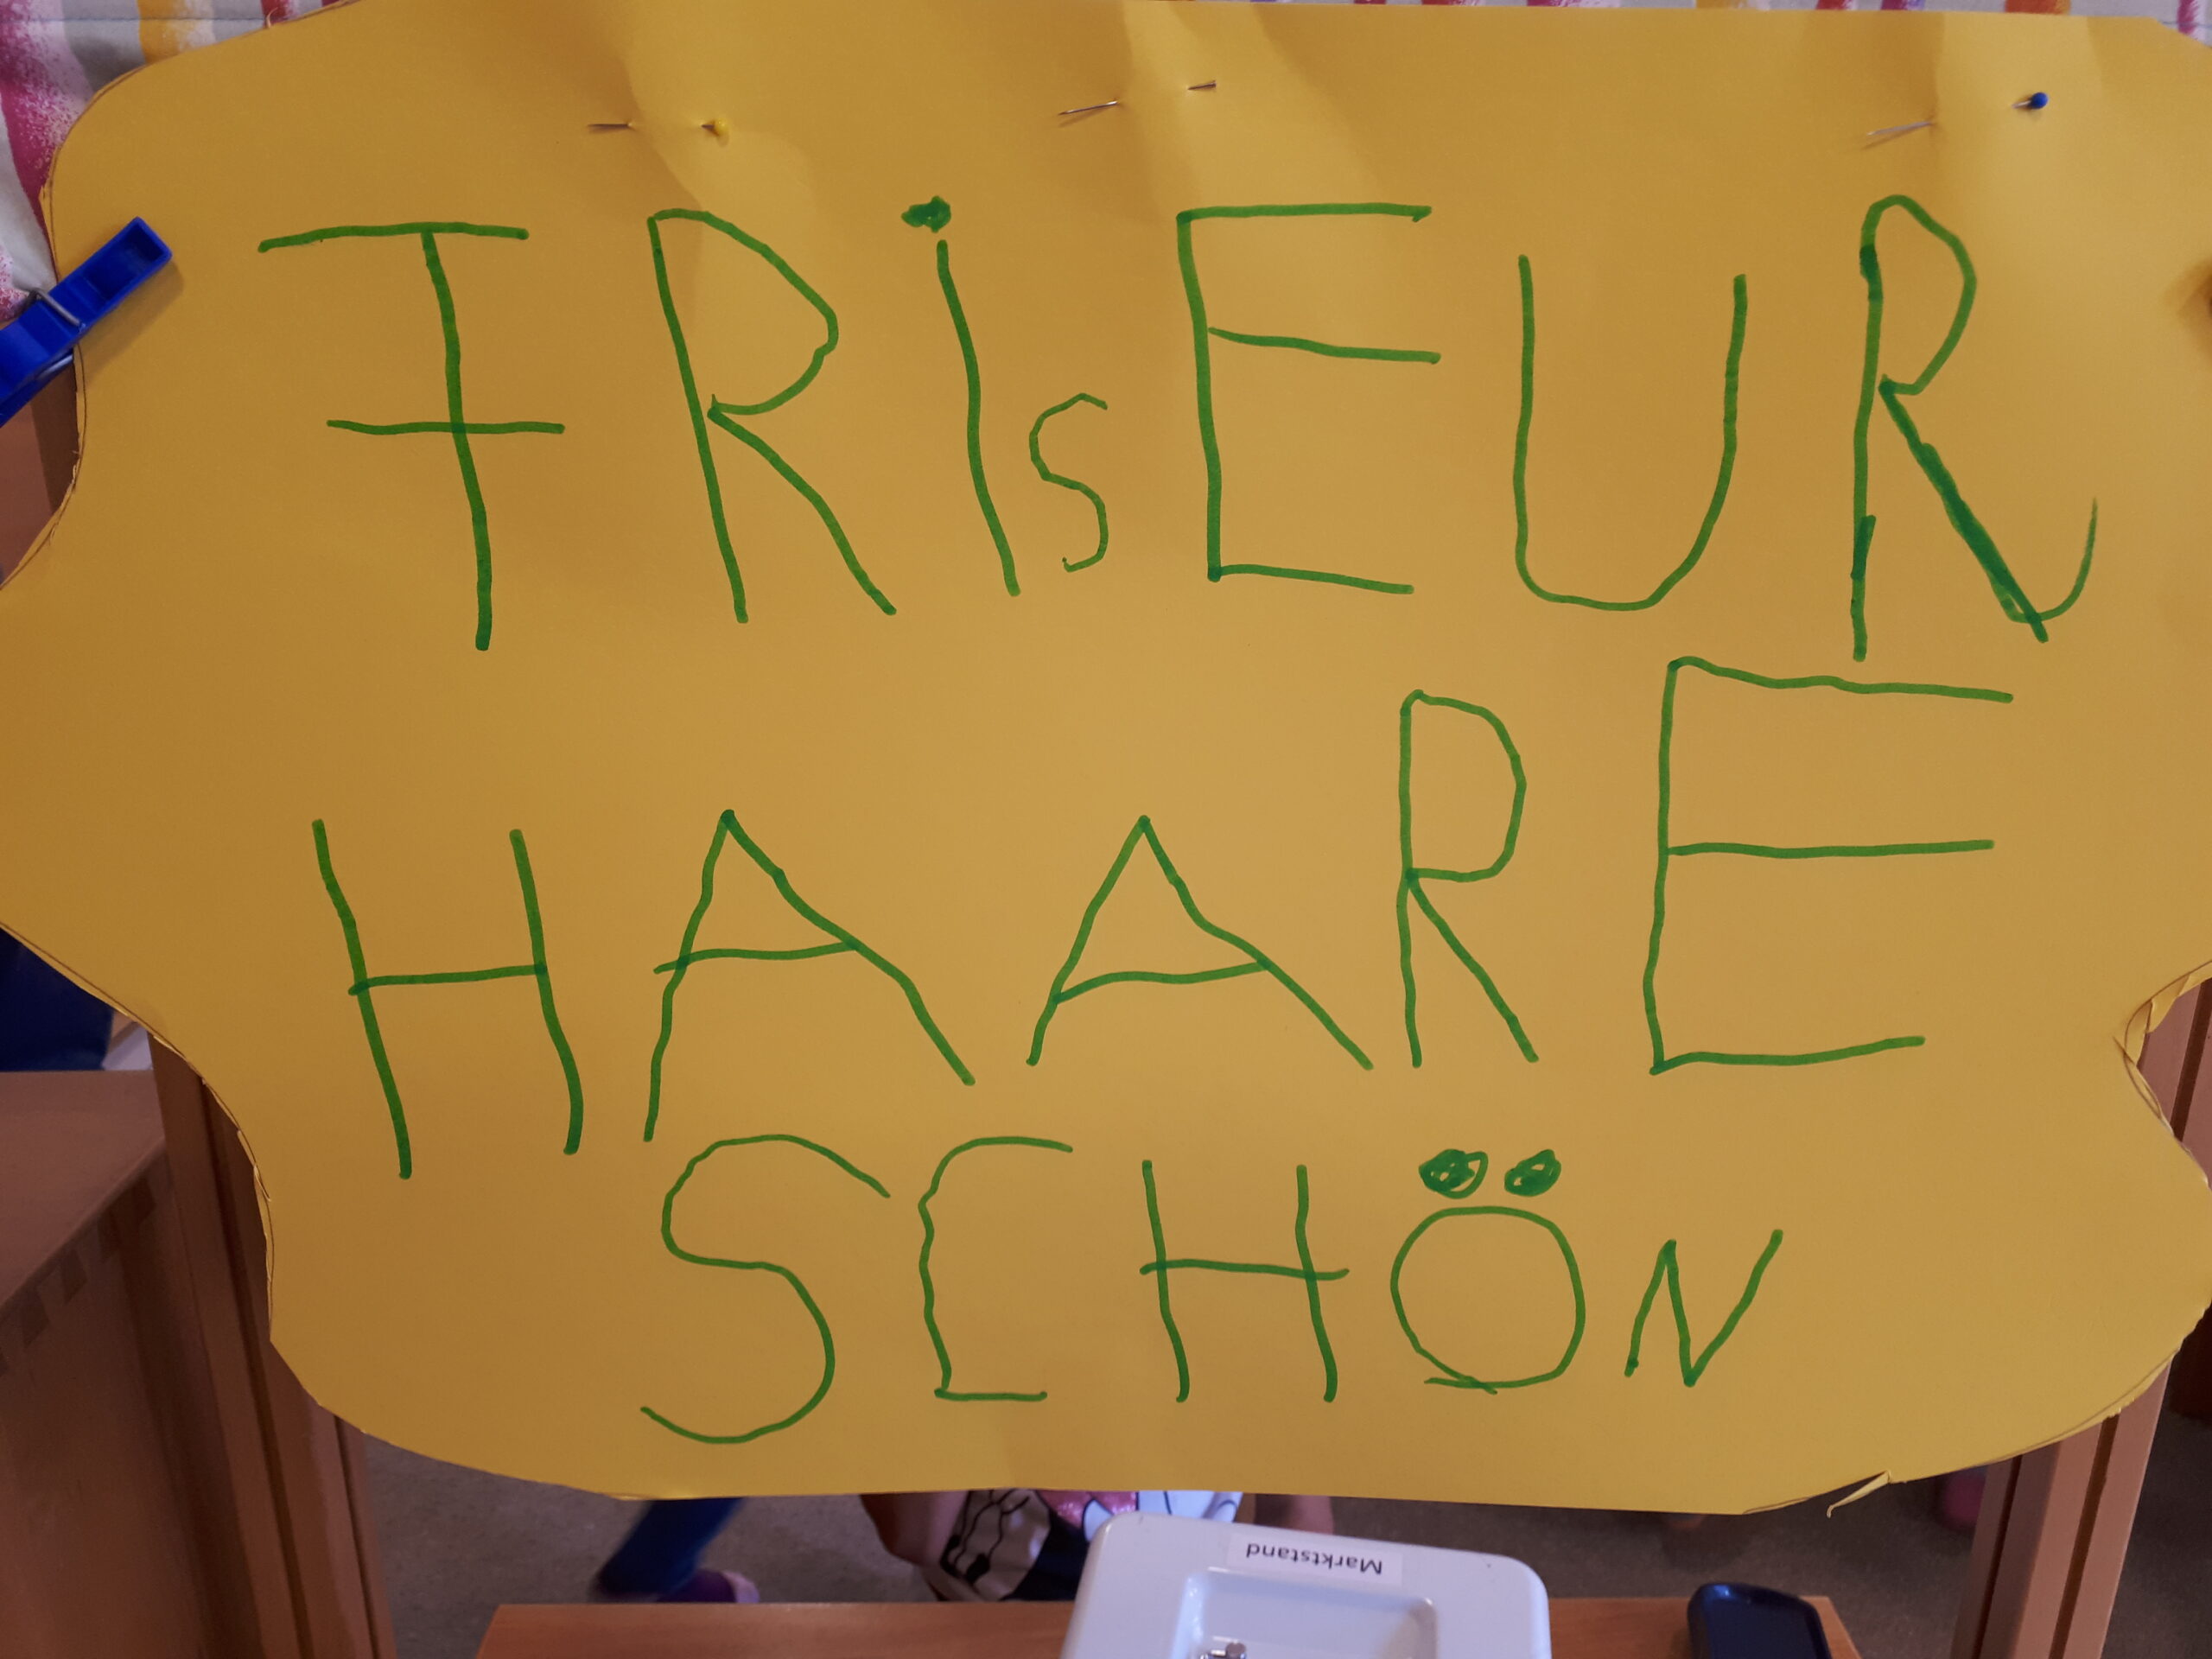 FRiSEUR
HAARE
SCHÖN
Marktstand